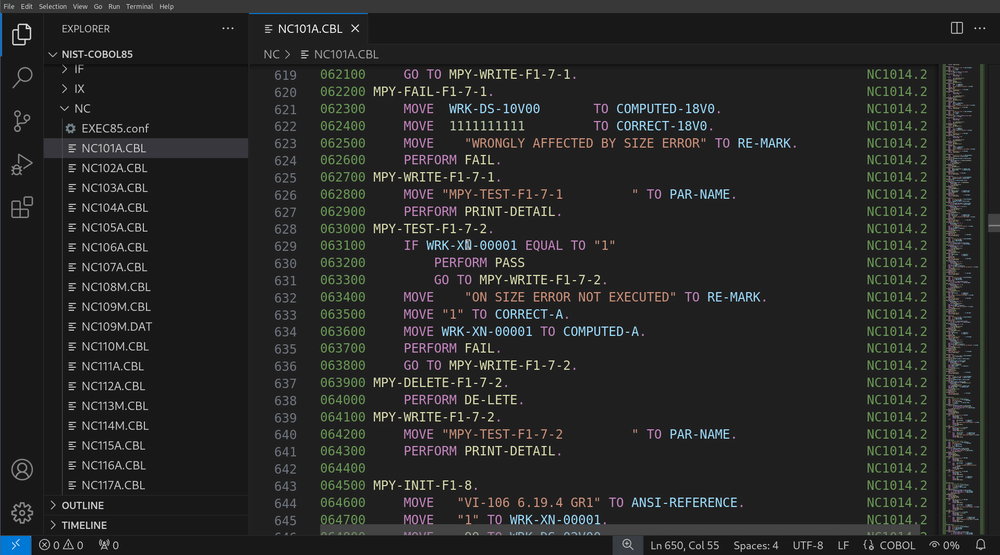 File Edit Selection View Go Run Terminal Help
EXPLORER
NC101A.CBL
NIST-COBOL85
NC > NC101A.CBL
IF
IX
NC
EXEC85.conf
NC101A.CBL
NC102A.CBL
NC103A.CBL
NC104A.CBL
NC105A.CBL
NC106A.CBL
NC107A.CBL
NC108M.CBL
NC109M.CBL
NC109M.DAT
NC110M.CBL
NC111A.CBL
NC112A.CBL
NC113M.CBL
NC114M.CBL
NC115A.CBL
NC116A.CBL
NC117A.CBL
OUTLINE
TIMELINE
619 062100 GO TO MPY-WRITE-F1-7-1. NC1014.2
620 062200 MPY-FAIL-F1-7-1. NC1014.2
621 062300 MOVE WRK-DS-10V00 TO COMPUTED-18V0. NC1014.2
622 062400 MOVE 1111111111 TO CORRECT-18V0. NC1014.2
623 062500 MOVE "WRONGLY AFFECTED BY SIZE ERROR" TO RE-MARK. NC1014.2
624 062600 PERFORM FAIL. NC1014.2
625 062700 MPY-WRITE-F1-7-1. NC1014.2
626 062800 MOVE "MPY-TEST-F1-7-1 " TO PAR-NAME. NC1014.2
627 062900 PERFORM PRINT-DETAIL. NC1014.2
628 063000 MPY-TEST-F1-7-2. NC1014.2
629 063100 IF WRK-XN-00001 EQUAL TO "1" NC1014.2
630 063200 PERFORM PASS NC1014.2
631 063300 GO TO MPY-WRITE-F1-7-2. NC1014.2
632 063400 MOVE "ON SIZE ERROR NOT EXECUTED" TO RE-MARK. NC1014.2
633 063500 MOVE "1" TO CORRECT-A. NC1014.2
634 063600 MOVE WRK-XN-00001 TO COMPUTED-A. NC1014.2
635 063700 PERFORM FAIL. NC1014.2
636 063800 GO TO MPY-WRITE-F1-7-2. NC1014.2
637 063900 MPY-DELETE-F1-7-2. NC1014.2
638 064000 PERFORM DE-LETE. NC1014.2
639 064100 MPY-WRITE-F1-7-2. NC1014.2
640 064200 MOVE "MPY-TEST-F1-7-2 " TO PAR-NAME. NC1014.2
641 064300 PERFORM PRINT-DETAIL. NC1014.2
642 064400 NC1014.2
643 064500 MPY-INIT-F1-8. NC1014.2
644 064600 MOVE "VI-106 6.19.4 GR1" TO ANSI-REFERENCE. NC1014.2
645 064700 MOVE "1" TO WRK-XN-00001. NC1014.2
0 0 0 Ln 650, Col 55 Spaces: 4 UTF-8 LF COBOL 0%